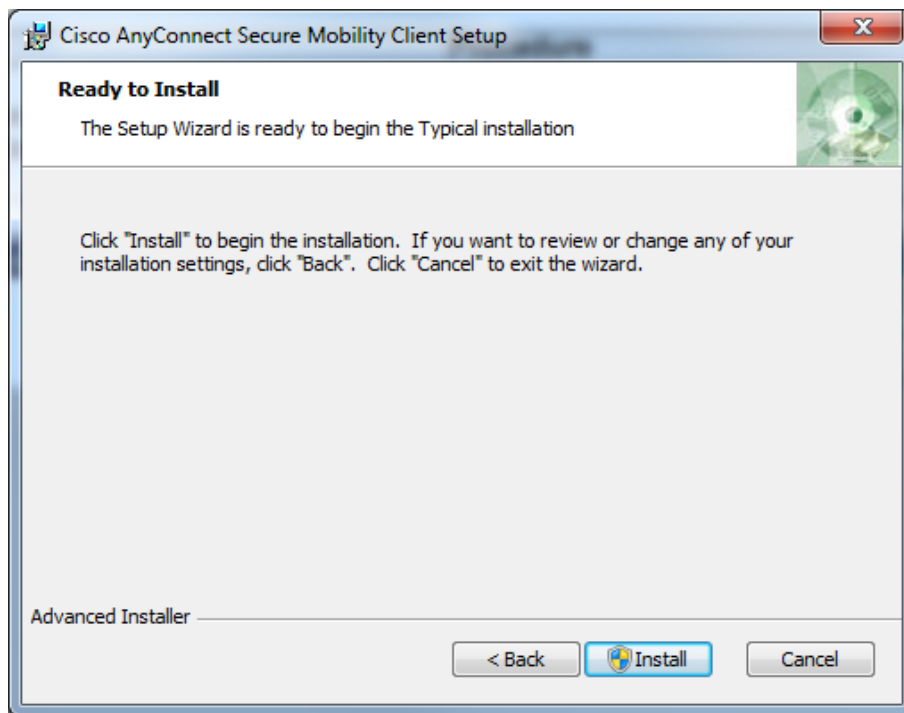 Cisco AnyConnect Secure Mobility Client Setup
Ready to Install
The Setup Wizard is ready to begin the Typical installation
Click "Install" to begin the installation.  If you want to review or change any of your
installation settings, click "Back".  Click "Cancel" to exit the wizard.
Advanced Installer
< Back
Install
Cancel